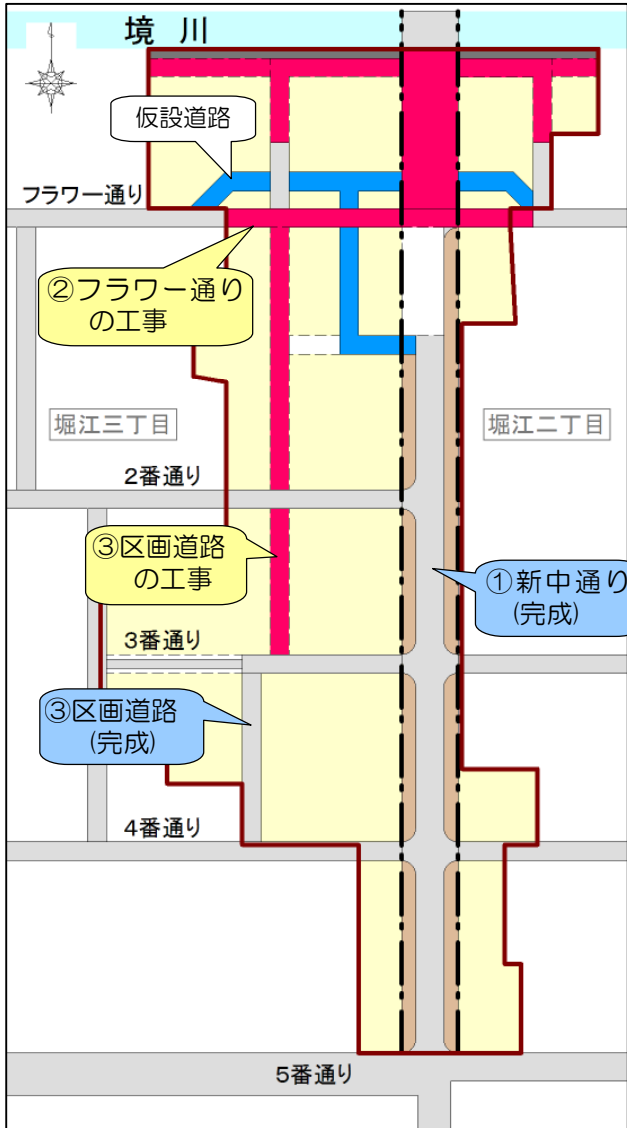 境 川
仮設道路
フラワー通り
②フラワー通り
の工事
堀江三丁目
堀江二丁目
2番通り
③区画道路
の工事
①新中通り
(完成)
3番通り
③区画道路
(完成)
4番通り
5番通り